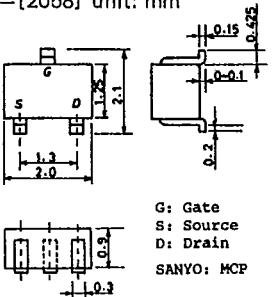 [2058] unit: mm
0.15
0.425
G
1.25
2.1
0~0.1
S D
0.2
1.3
2.0
0.9
0.3
G: Gate
S: Source
D: Drain
SANYO: MCP